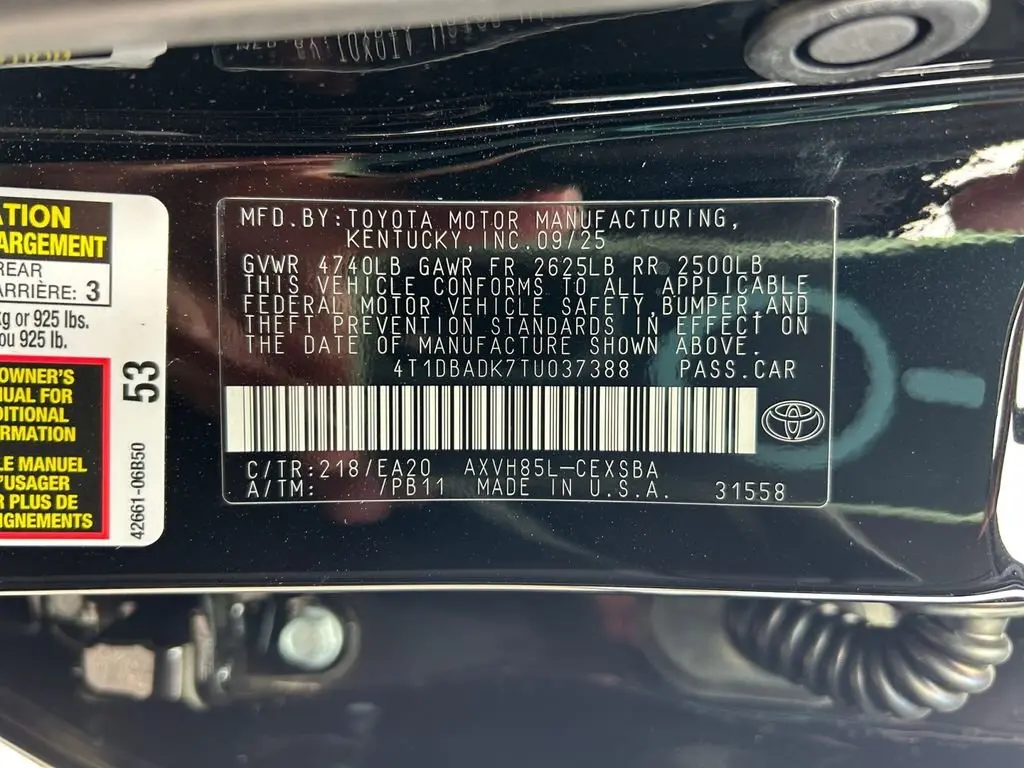 MFD.BY:TOYOTA MOTOR MANUFACTURING,
KENTUCKY,INC.09/25
GVWR 4740LB GAWR FR 2625LB RR 2500LB
THIS VEHICLE CONFORMS TO ALL APPLICABLE
FEDERAL MOTOR VEHICLE SAFETY,BUMPER,AND
THEFT PREVENTION STANDARDS IN EFFECT ON
THE DATE OF MANUFACTURE SHOWN ABOVE.
4T1DBADK7TU037388 PASS.CAR
C/TR:218/EA20 AXVH85L-CEXSBA
A/TM: /PB11 MADE IN U.S.A. 31558
ATION
ARGEMENT
REAR
ARRIÈRE: 3
kg or 925 lbs.
ou 925 lb.
OWNER'S
NUAL FOR
DITIONAL
RMATION
LE MANUEL
'USAGER
R PLUS DE
IGNEMENTS
53
42661-06B50